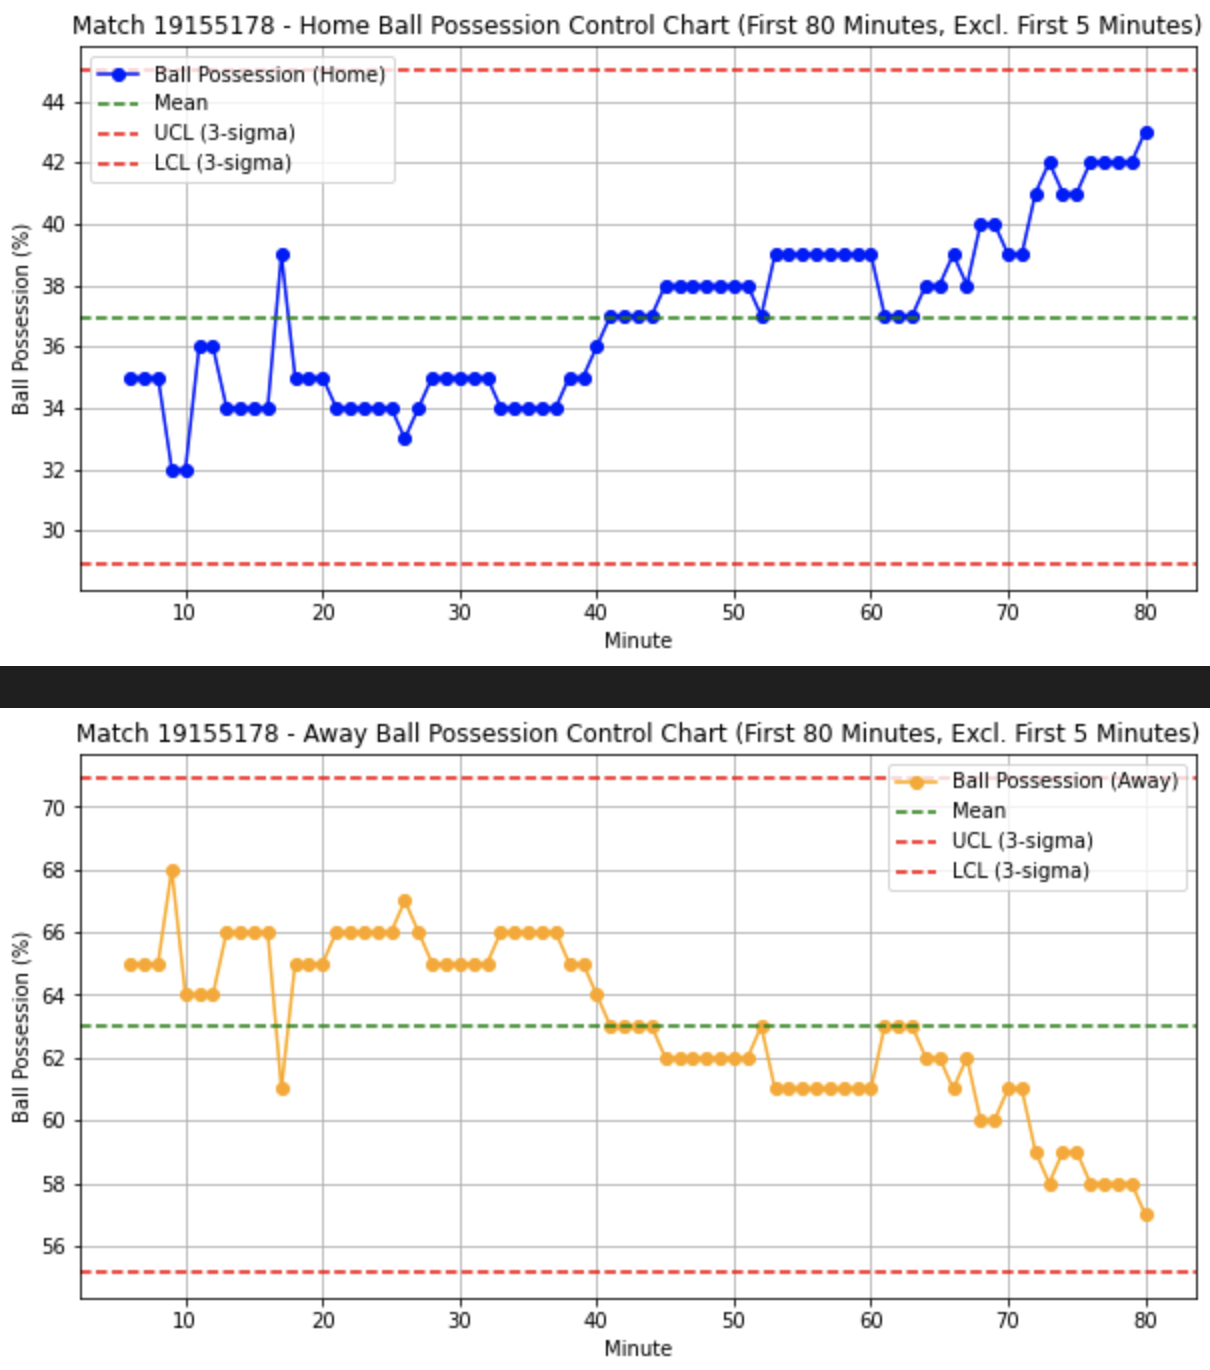 Match 19155178 - Home Ball Possession Control Chart (First 80 Minutes, Excl. First 5 Minutes)
Ball Possession (Home)
Mean
UCL (3-sigma)
LCL (3-sigma)
Ball Possession (%)
44
42
40
38
36
34
32
30
10 20 30 40 50 60 70 80
Minute
Match 19155178 - Away Ball Possession Control Chart (First 80 Minutes, Excl. First 5 Minutes)
Ball Possession (Away)
Mean
UCL (3-sigma)
LCL (3-sigma)
Ball Possession (%)
70
68
66
64
62
60
58
56
10 20 30 40 50 60 70 80
Minute